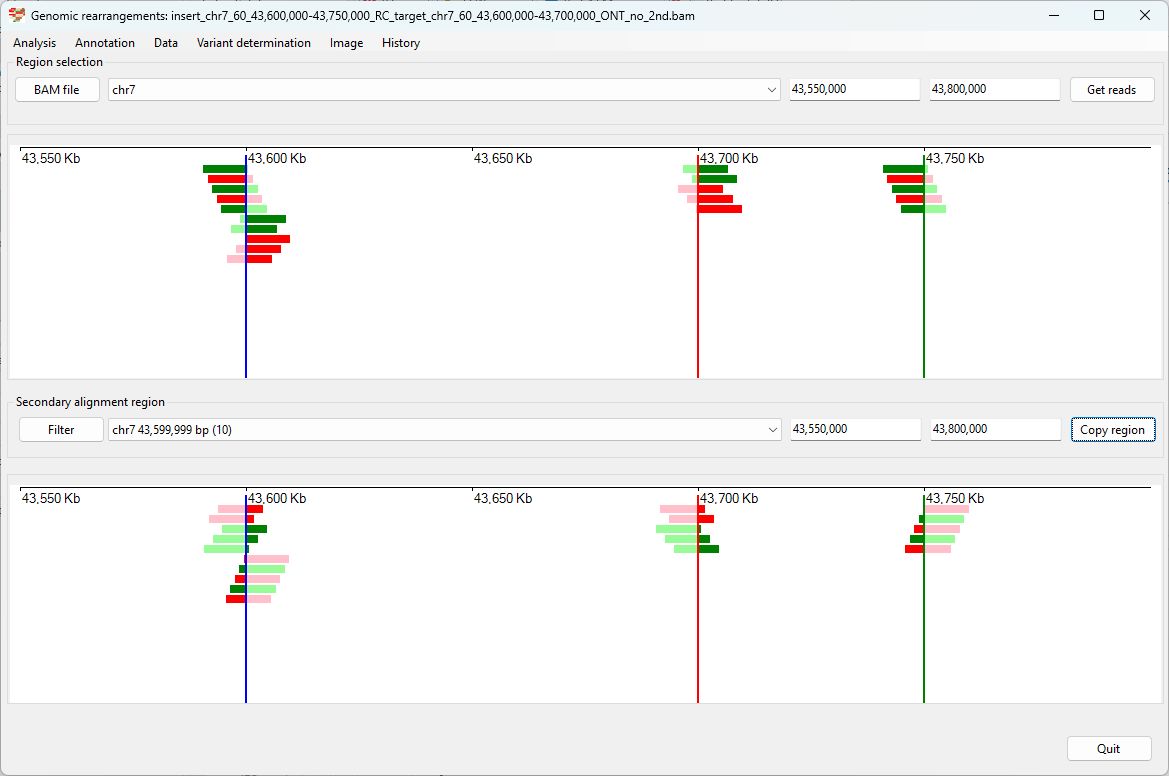 Genomic rearrangements: insert_chr7_60_43,600,000-43,750,000_RC_target_chr7_60_43,600,000-43,700,000_ONT_no_2nd.bam
Analysis Annotation Data Variant determination Image History
Region selection
BAM file chr7 43,550,000 43,800,000 Get reads
43,550 Kb 43,600 Kb 43,650 Kb 43,700 Kb 43,750 Kb
Secondary alignment region
Filter chr7 43,599,999 bp (10) 43,550,000 43,800,000 Copy region
43,550 Kb 43,600 Kb 43,650 Kb 43,700 Kb 43,750 Kb
Quit